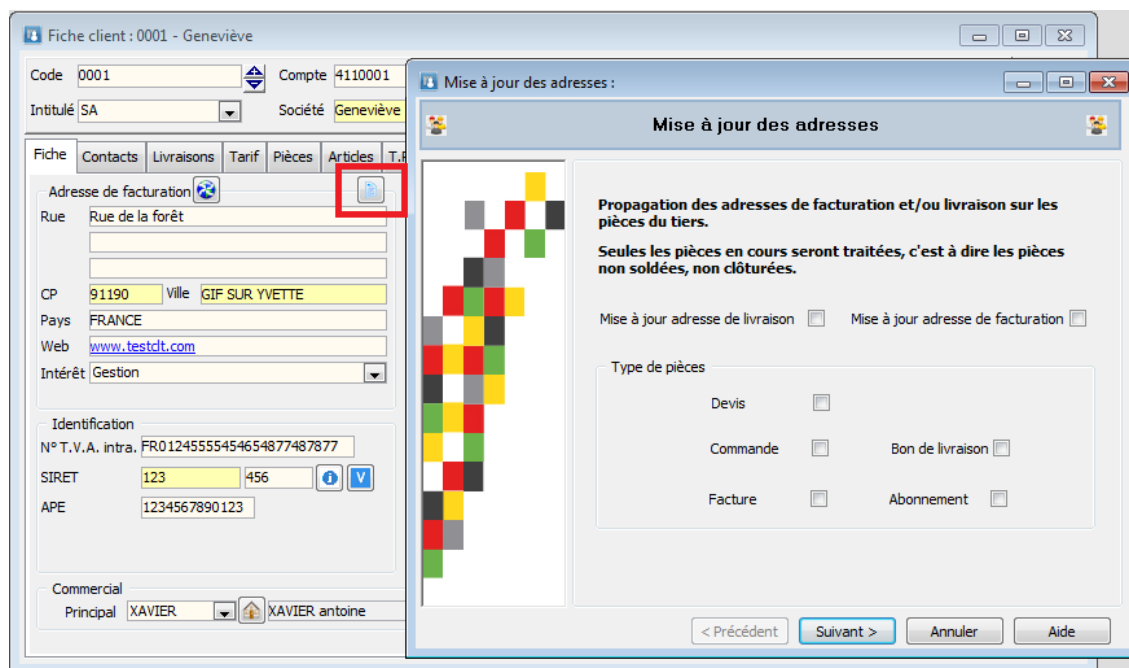 Fiche client : 0001 - Geneviève
Code 0001 Compte 4110001
Intitulé SA Société Geneviève
Fiche Contacts Livraisons Tarif Pièces Articles
Adresse de facturation
Rue Rue de la forêt
CP 91190 Ville GIF SUR YVETTE
Pays FRANCE
Web www.testclt.com
Intérêt Gestion
Identification
N° T.V.A. intra. FR01245555454654877487877
SIRET 123 456
APE 1234567890123
Commercial
Principal XAVIER XAVIER antoine
Mise à jour des adresses :
Mise à jour des adresses
Propagation des adresses de facturation et/ou livraison sur les
pièces du tiers.
Seules les pièces en cours seront traitées, c'est à dire les pièces
non soldées, non clôturées.
Mise à jour adresse de livraison Mise à jour adresse de facturation
Type de pièces
Devis
Commande Bon de livraison
Facture Abonnement
< Précédent Suivant > Annuler Aide